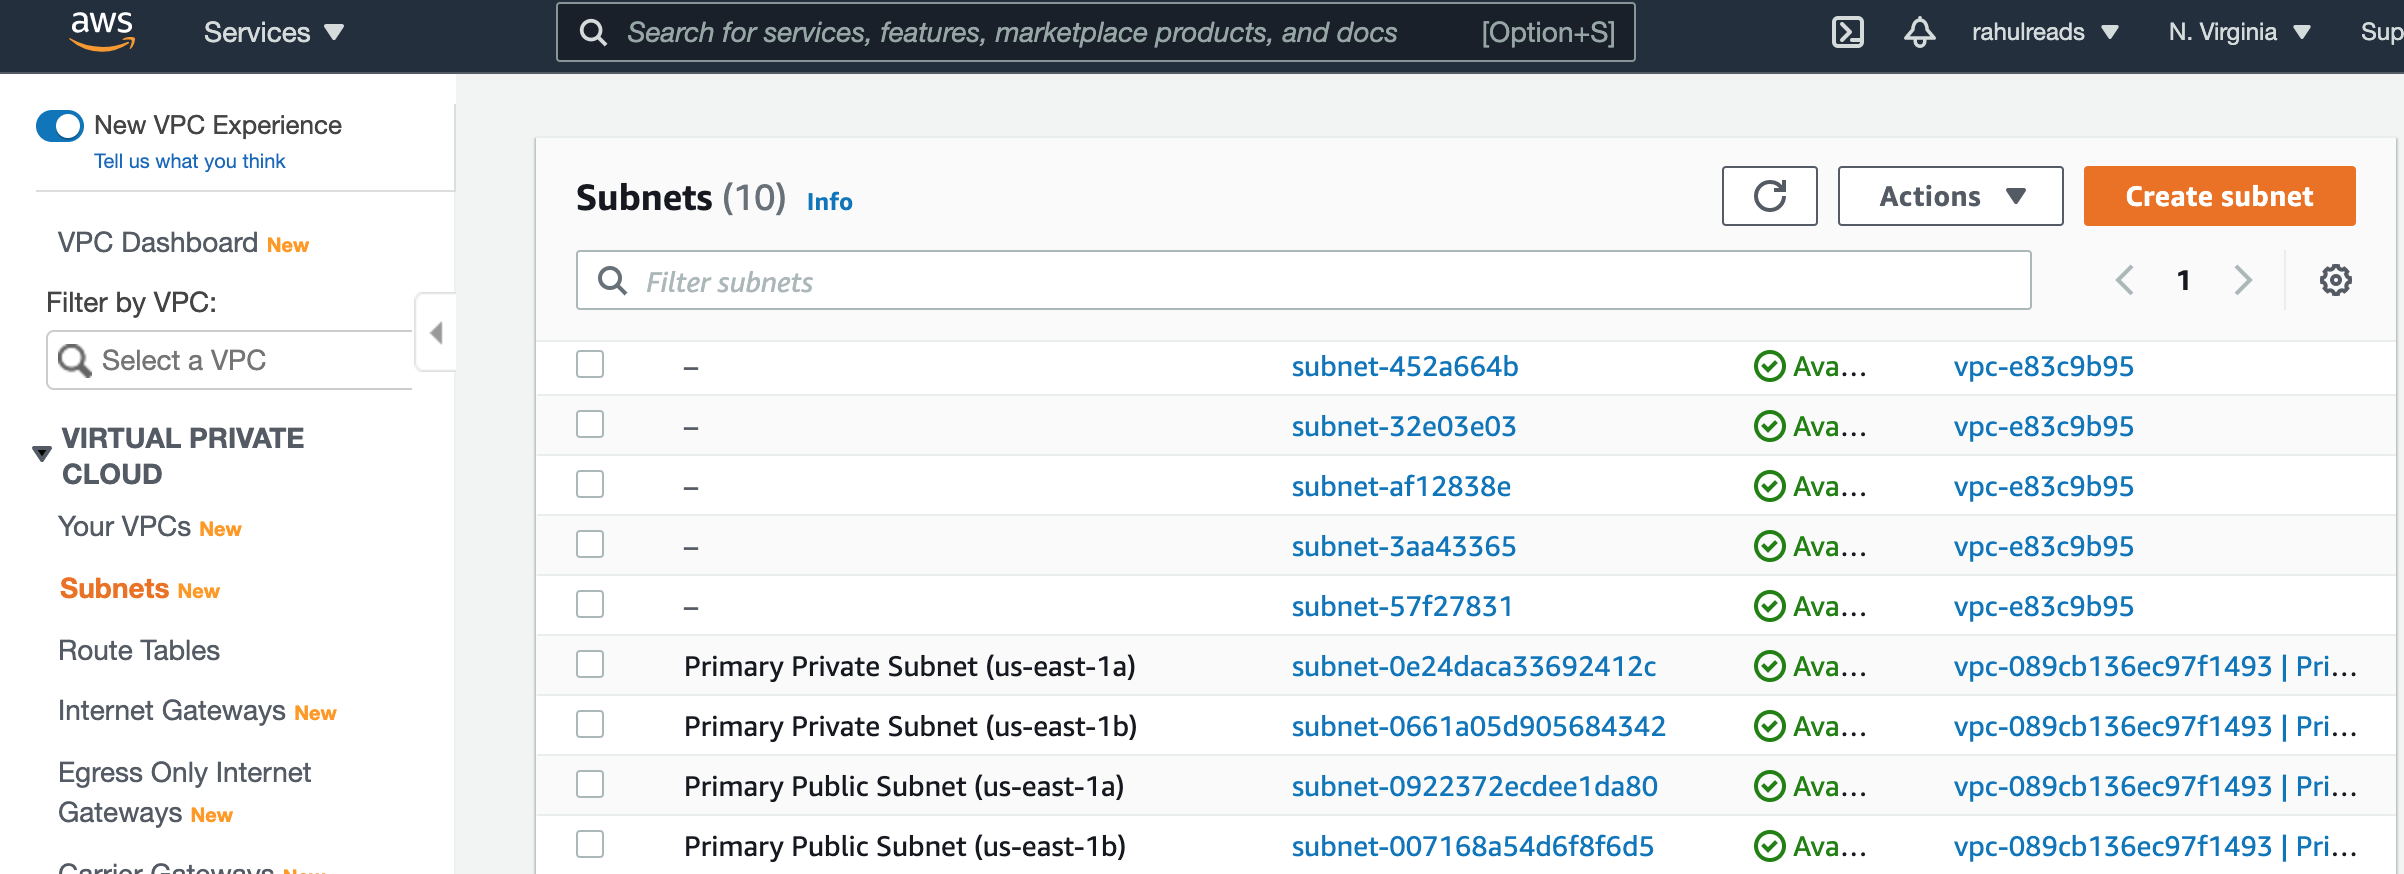 aws Services Search for services, features, marketplace products, and docs [Option+S] rahulreads N. Virginia Sup
New VPC Experience
Tell us what you think
VPC Dashboard New
Filter by VPC:
Select a VPC
VIRTUAL PRIVATE
CLOUD
Your VPCs New
Subnets New
Route Tables
Internet Gateways New
Egress Only Internet
Gateways New
Carrier Gateways New
Subnets (10) Info Actions Create subnet
Filter subnets 1
– subnet-452a664b Ava... vpc-e83c9b95
– subnet-32e03e03 Ava... vpc-e83c9b95
– subnet-af12838e Ava... vpc-e83c9b95
– subnet-3aa43365 Ava... vpc-e83c9b95
– subnet-57f27831 Ava... vpc-e83c9b95
Primary Private Subnet (us-east-1a) subnet-0e24daca33692412c Ava... vpc-089cb136ec97f1493 | Pri...
Primary Private Subnet (us-east-1b) subnet-0661a05d905684342 Ava... vpc-089cb136ec97f1493 | Pri...
Primary Public Subnet (us-east-1a) subnet-0922372ecdee1da80 Ava... vpc-089cb136ec97f1493 | Pri...
Primary Public Subnet (us-east-1b) subnet-007168a54d6f8f6d5 Ava... vpc-089cb136ec97f1493 | Pri...